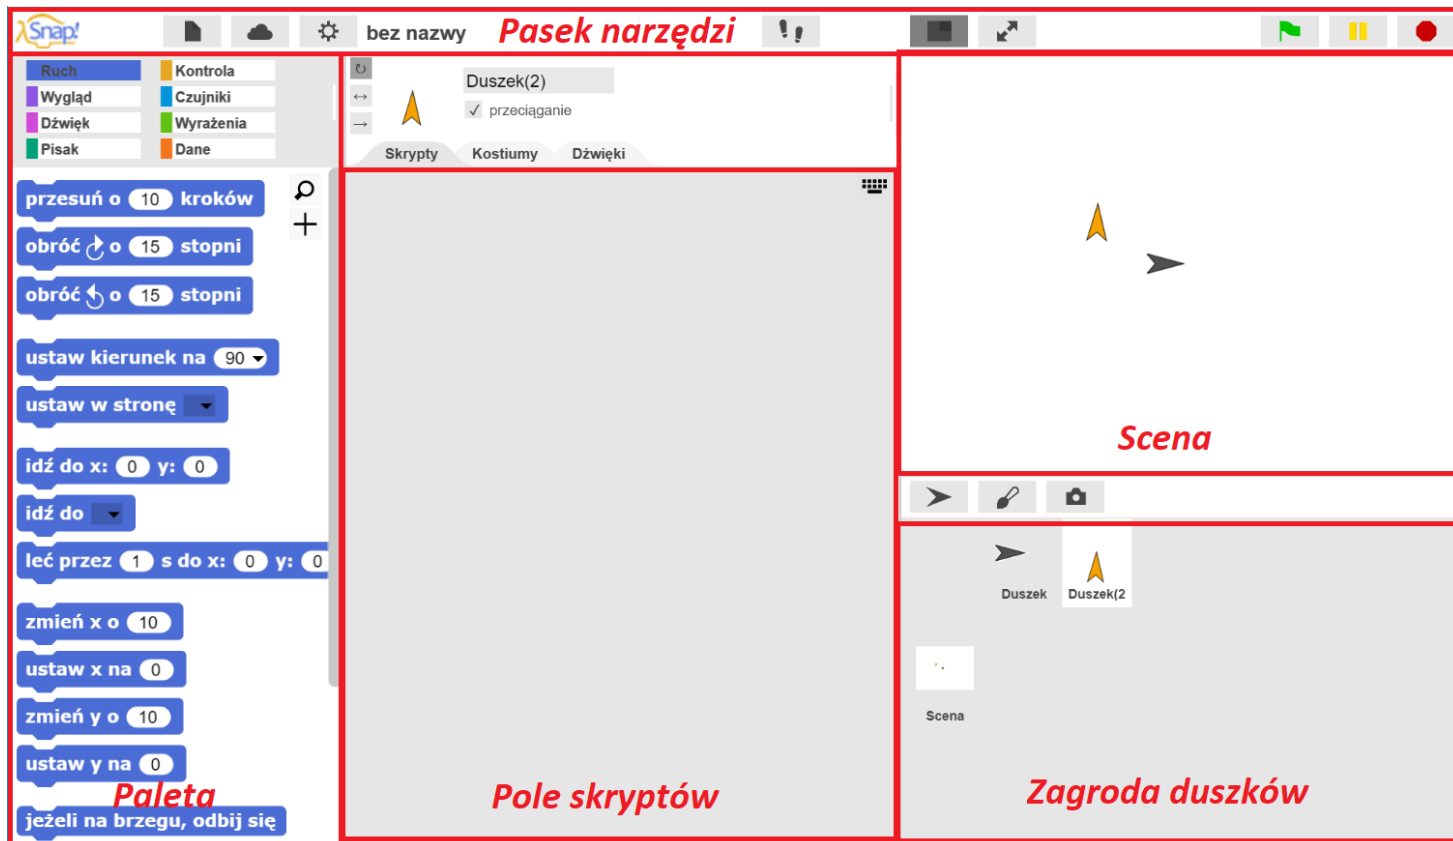 λSnap!
bez nazwy
Pasek narzędzi
Ruch
Kontrola
Wygląd
Czujniki
Dźwięk
Wyrażenia
Pisak
Dane
Duszek(2)
przeciąganie
Skrypty
Kostiumy
Dźwięki
przesuń o 10 kroków
obróć o 15 stopni
obróć o 15 stopni
ustaw kierunek na 90
ustaw w stronę
idź do x: 0 y: 0
idź do
leć przez 1 s do x: 0 y: 0
zmień x o 10
ustaw x na 0
zmień y o 10
ustaw y na 0
Paleta
jeżeli na brzegu, odbij się
Pole skryptów
Scena
Duszek
Duszek(2
Scena
Zagroda duszków